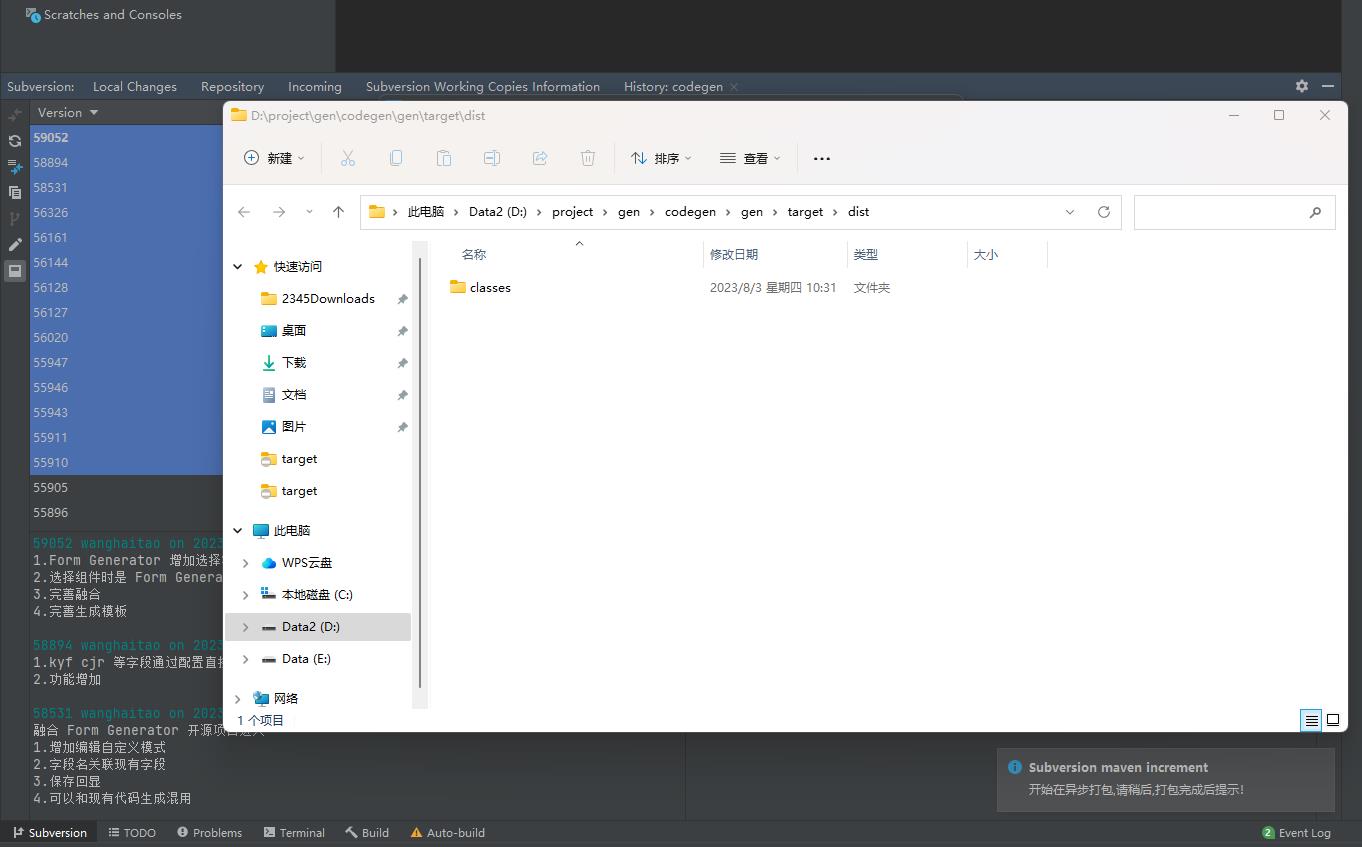 Scratches and Consoles
Subversion: Local Changes Repository Incoming Subversion Working Copies Information History: codegen
Version
59052
58894
58531
56326
56161
56144
56128
56127
56020
55947
55946
55943
55911
55910
55905
55896
D:\project\gen\codegen\gen\target\dist
新建 排序 查看
此电脑 Data2 (D:) project gen codegen gen target dist
名称 修改日期 类型 大小
classes 2023/8/3 星期四 10:31 文件夹
快速访问
2345Downloads
桌面
下载
文档
图片
target
target
此电脑
WPS云盘
本地磁盘 (C:)
Data2 (D:)
Data (E:)
网络
1 个项目
59052 wanghaitao on 2023
1.Form Generator 增加选择
2.选择组件时是 Form Genera
3.完善融合
4.完善生成模板
58894 wanghaitao on 2023
1.kyf cjr 等字段通过配置直
2.功能增加
58531 wanghaitao on 2023
融合 Form Generator 开源项
1.增加编辑自定义模式
2.字段名关联现有字段
3.保存回显
4.可以和现有代码生成混用
Subversion maven increment
开始在异步打包,请稍后,打包完成后提示!
Subversion TODO Problems Terminal Build Auto-build 2 Event Log